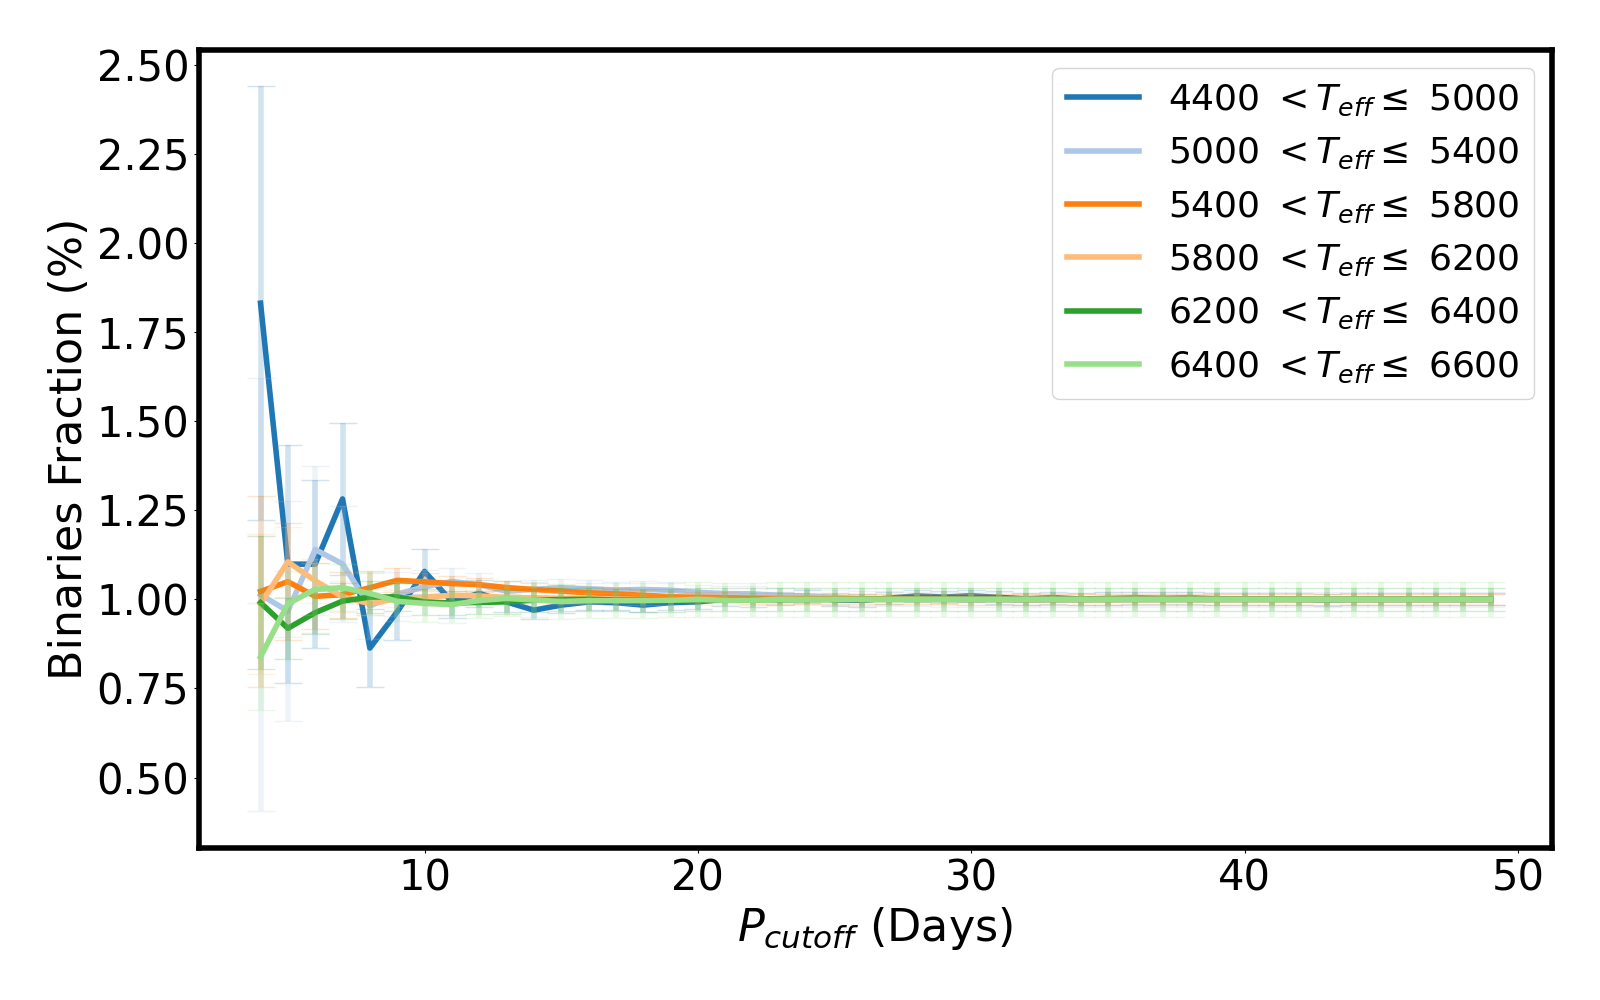 2.50
2.25
2.00
1.75
1.50
1.25
1.00
0.75
0.50
Binaries Fraction (%)
4400 < T_eff ≤ 5000
5000 < T_eff ≤ 5400
5400 < T_eff ≤ 5800
5800 < T_eff ≤ 6200
6200 < T_eff ≤ 6400
6400 < T_eff ≤ 6600
10 20 30 40 50
P_cutoff (Days)